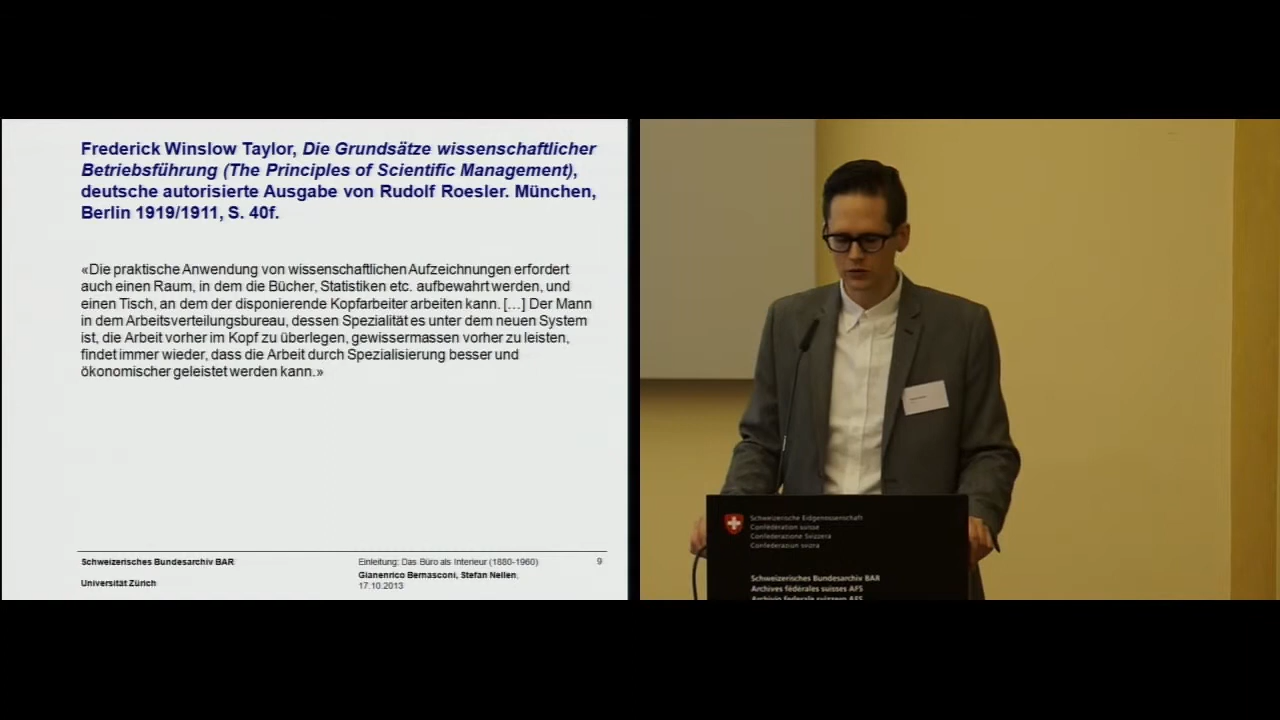 Frederick Winslow Taylor, Die Grundsätze wissenschaftlicher
Betriebsführung (The Principles of Scientific Management),
deutsche autorisierte Ausgabe von Rudolf Roesler. München,
Berlin 1919/1911, S. 40f.
«Die praktische Anwendung von wissenschaftlichen Aufzeichnungen erfordert
auch einen Raum, in dem die Bücher, Statistiken etc. aufbewahrt werden, und
einen Tisch, an dem der disponierende Kopfarbeiter arbeiten kann. […] Der Mann
in dem Arbeitsverteilungsbureau, dessen Spezialität es unter dem neuen System
ist, die Arbeit vorher im Kopf zu überlegen, gewissermassen vorher zu leisten,
findet immer wieder, dass die Arbeit durch Spezialisierung besser und
ökonomischer geleistet werden kann.»
Schweizerisches Bundesarchiv BAR
Universität Zürich
Einleitung: Das Büro als Interieur (1880-1960)
Gianenrico Bernasconi, Stefan Nellen,
17.10.2013
9
Schweizerische Eidgenossenschaft
Confédération suisse
Confederazione Svizzera
Confederaziun svizra
Schweizerisches Bundesarchiv BAR
Archives fédérales suisses AFS
Archivio federale svizzero AFS